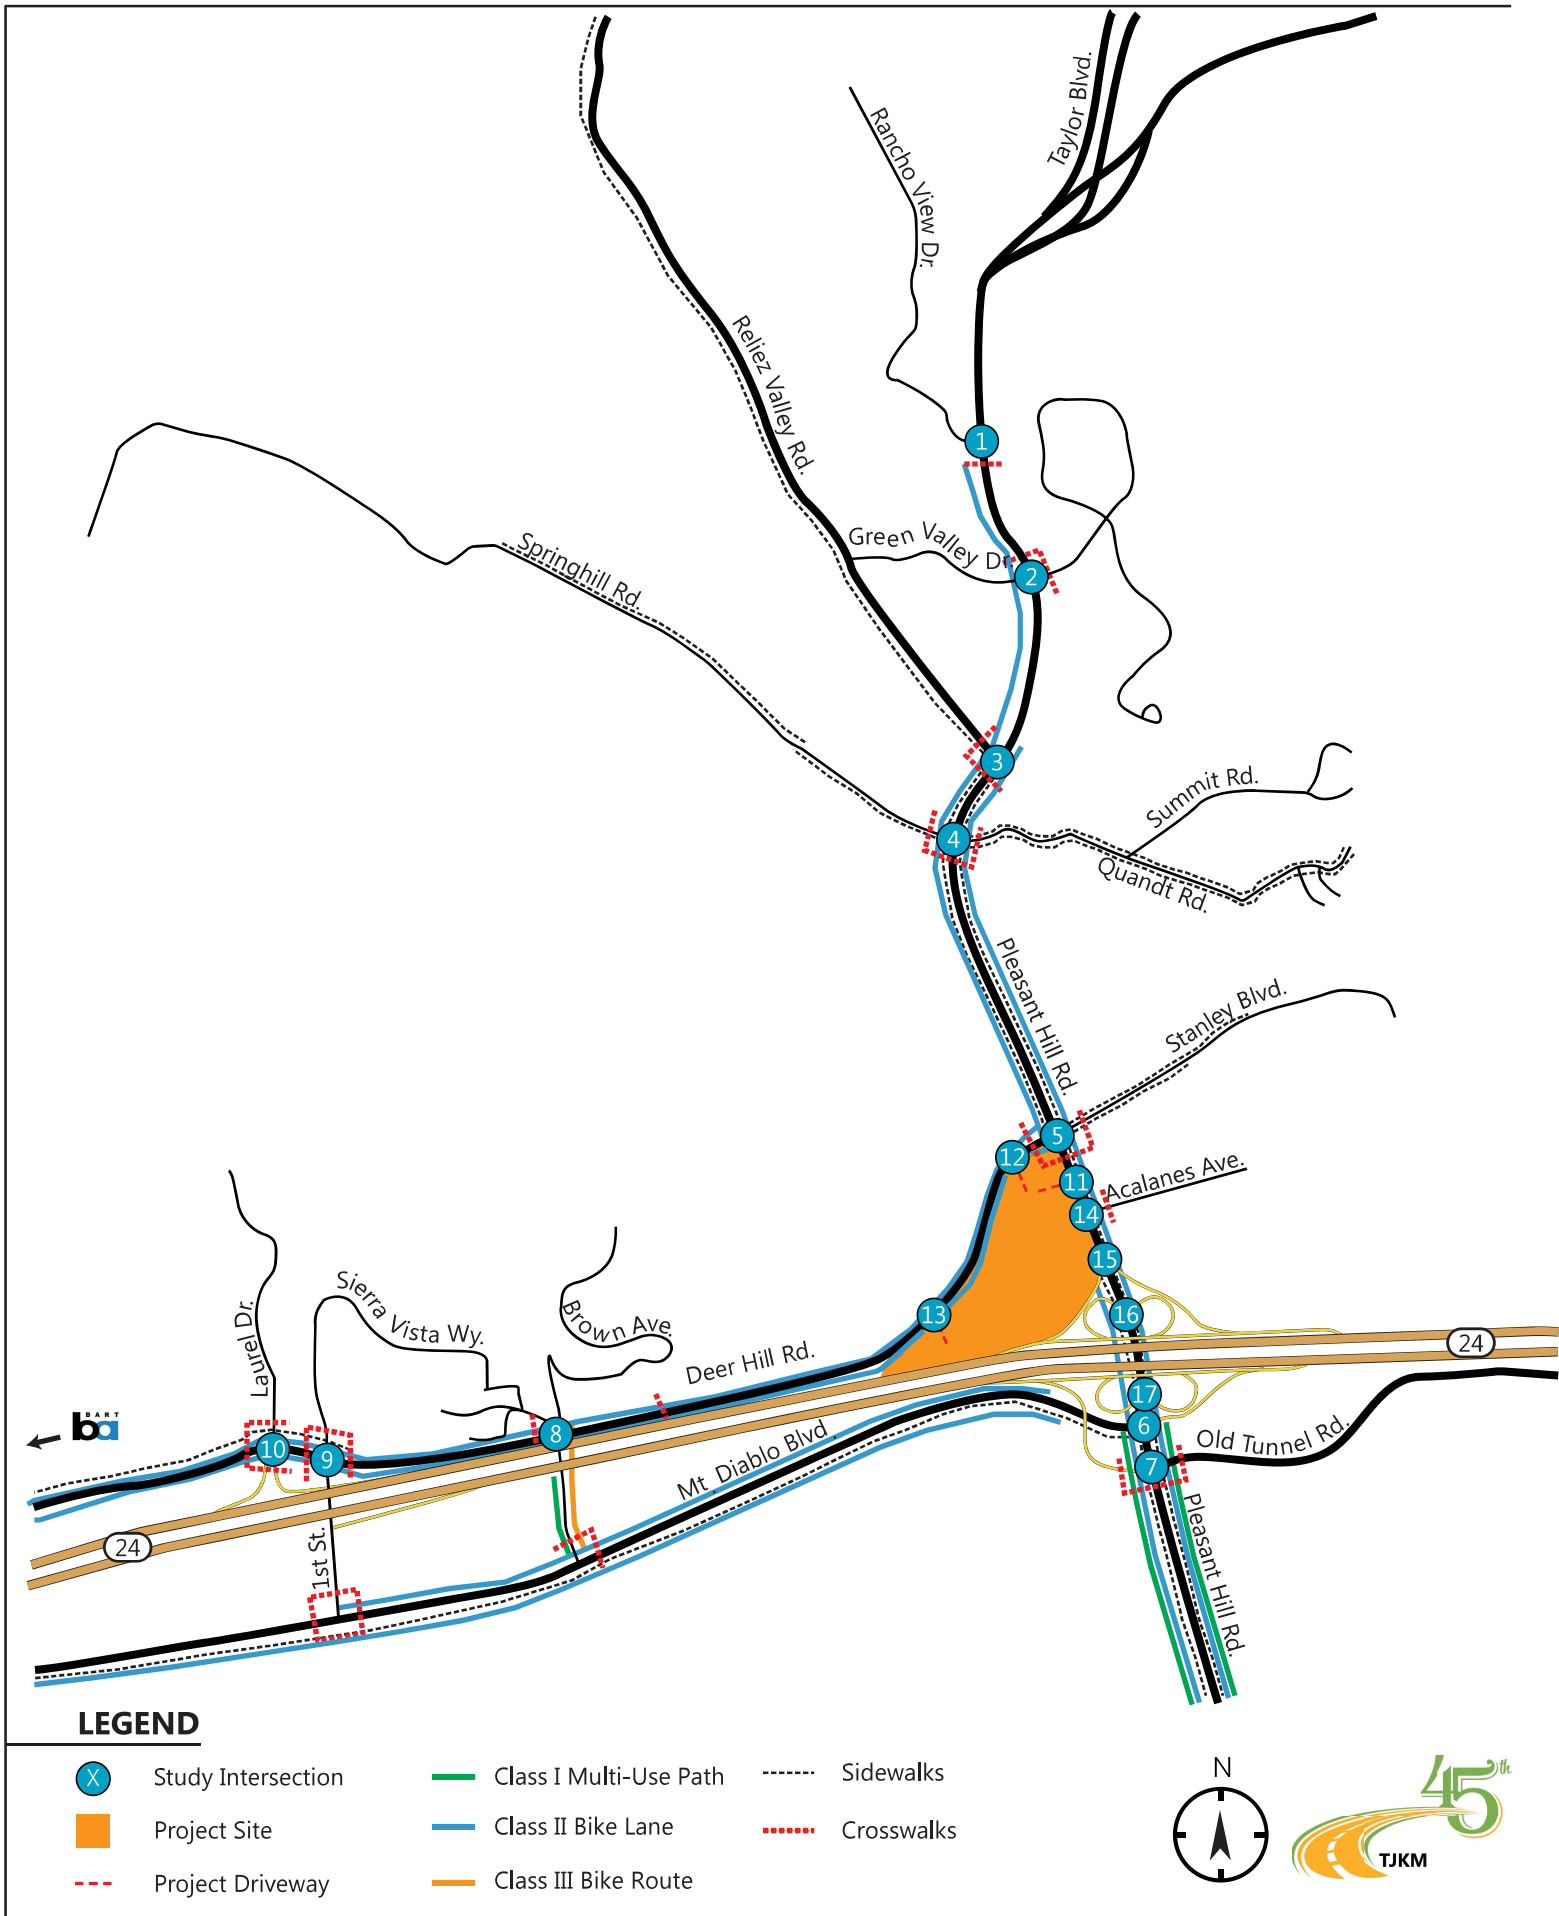 Taylor Blvd.
Rancho View Dr.
Reliez Valley Rd.
1
Green Valley Dr.
2
Springhill Rd.
3
Summit Rd.
4
Quandt Rd.
Pleasant Hill Rd.
Stanley Blvd.
5
12
11
Acalanes Ave.
14
15
Sierra Vista Wy.
Laurel Dr.
Brown Ave.
13
16
24
Deer Hill Rd.
17
BART
ba
8
6
Old Tunnel Rd.
10
9
Mt. Diablo Blvd.
7
24
1st St.
Pleasant Hill Rd.
LEGEND
X Study Intersection
Project Site
Project Driveway
Class I Multi-Use Path
Class II Bike Lane
Class III Bike Route
Sidewalks
Crosswalks
N
45th
TJKM